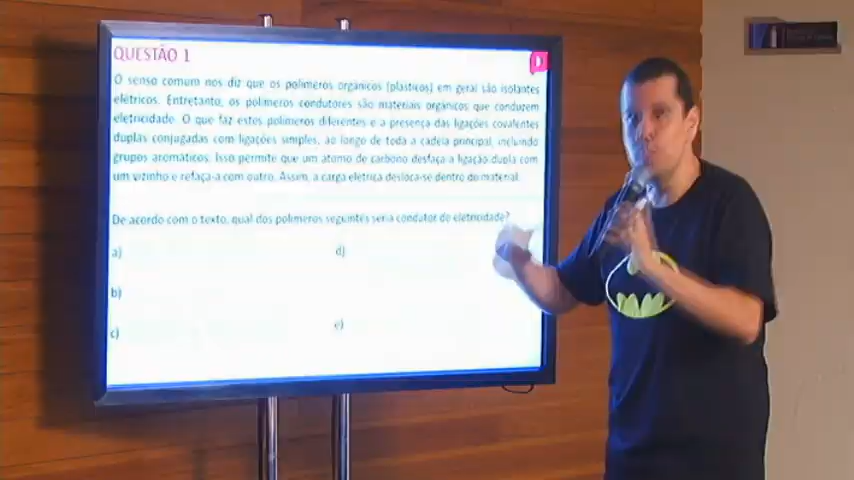 QUESTÃO 1
O senso comum nos diz que os polímeros orgânicos (plásticos) em geral são isolantes
elétricos. Entretanto, os polímeros condutores são materiais orgânicos que conduzem
eletricidade. O que faz estes polímeros diferentes é a presença das ligações covalentes
duplas conjugadas com ligações simples, ao longo de toda a cadeia principal, incluindo
grupos aromáticos. Isso permite que um átomo de carbono desfaça a ligação dupla com
um vizinho e refaça-a com outro. Assim, a carga elétrica desloca-se dentro do material.
De acordo com o texto, qual dos polímeros seguintes seria condutor de eletricidade?
a)
d)
b)
c)
e)